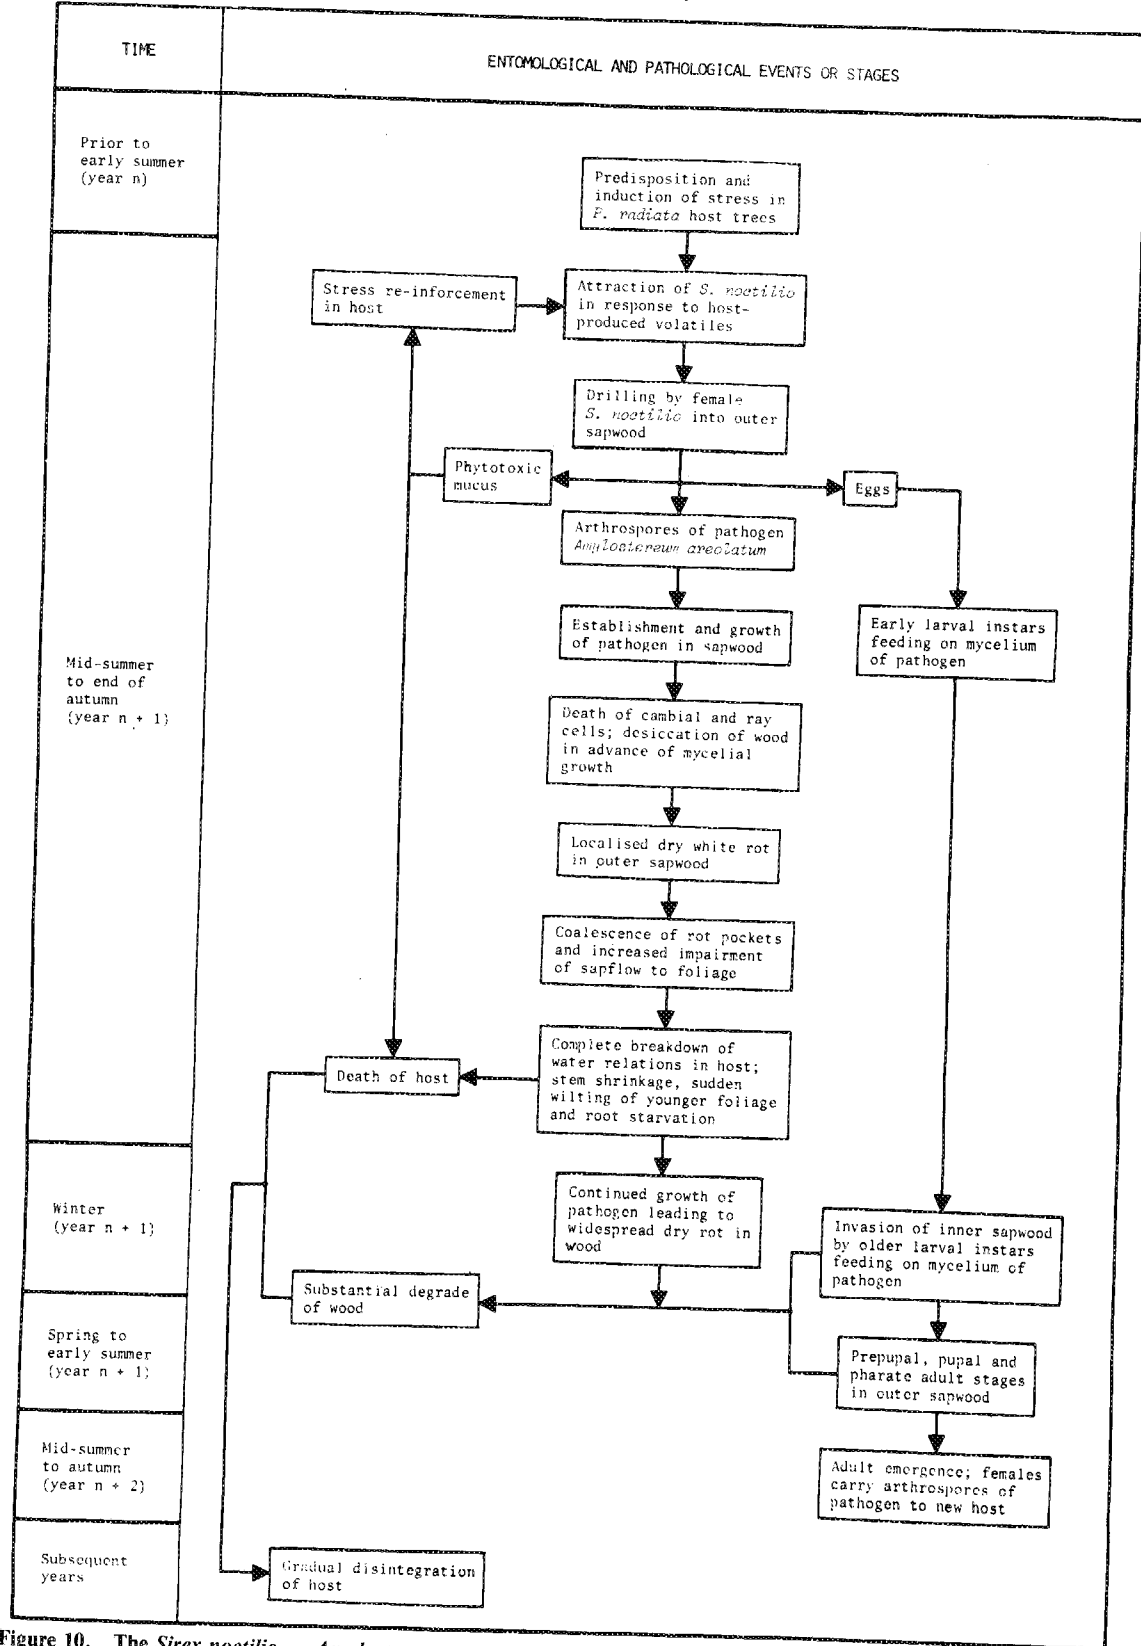 TIME
ENTOMOLOGICAL AND PATHOLOGICAL EVENTS OR STAGES
Prior to
early summer
(year n)
Predisposition and
induction of stress in
P. radiata host trees
Mid-summer
to end of
autumn
(year n + 1)
Stress re-inforcement
in host
Attraction of S. noctilio
in response to host-
produced volatiles
Drilling by female
S. noctilio into outer
sapwood
Phytotoxic
mucus
Eggs
Arthrospores of pathogen
Amylostereum areolatum
Establishment and growth
of pathogen in sapwood
Early larval instars
feeding on mycelium
of pathogen
Death of cambial and ray
cells; desiccation of wood
in advance of mycelial
growth
Localised dry white rot
in outer sapwood
Coalescence of rot pockets
and increased impairment
of sapflow to foliage
Complete breakdown of
water relations in host;
stem shrinkage, sudden
wilting of younger foliage
and root starvation
Death of host
Winter
(year n + 1)
Continued growth of
pathogen leading to
widespread dry rot in
wood
Invasion of inner sapwood
by older larval instars
feeding on mycelium of
pathogen
Substantial degrade
of wood
Spring to
early summer
(year n + 1)
Prepupal, pupal and
pharate adult stages
in outer sapwood
Mid-summer
to autumn
(year n + 2)
Adult emergence; females
carry arthrospores of
pathogen to new host
Subsequent
years
Gradual disintegration
of host
Figure 10. The Sirex noctilio